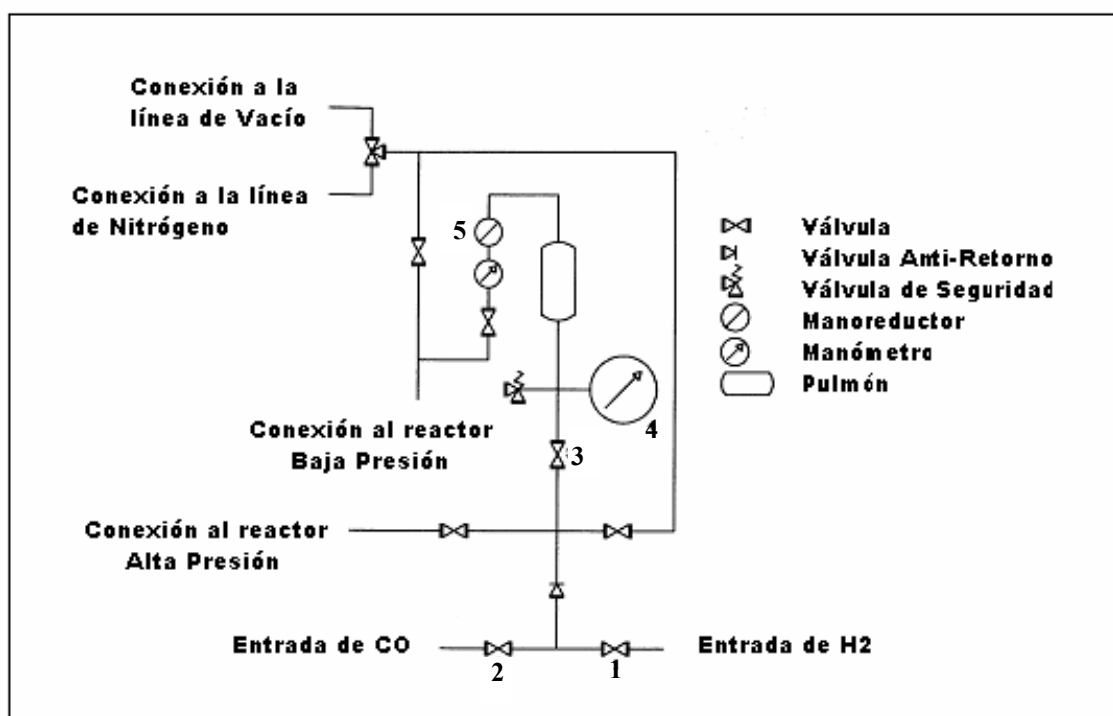 Conexión a la
línea de Vacío
Conexión a la línea
de Nitrógeno
5
Válvula
Válvula Anti-Retorno
Válvula de Seguridad
Manoreductor
Manómetro
Pulmón
4
Conexión al reactor
Baja Presión
3
Conexión al reactor
Alta Presión
Entrada de CO
2
1
Entrada de H2